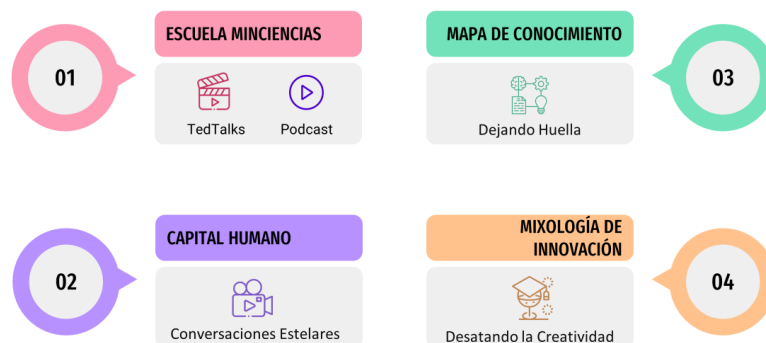 01
ESCUELA MINCIENCIAS
TedTalks
Podcast
02
CAPITAL HUMANO
Conversaciones Estelares
03
MAPA DE CONOCIMIENTO
Dejando Huella
04
MIXOLOGÍA DE
INNOVACIÓN
Desatando la Creatividad